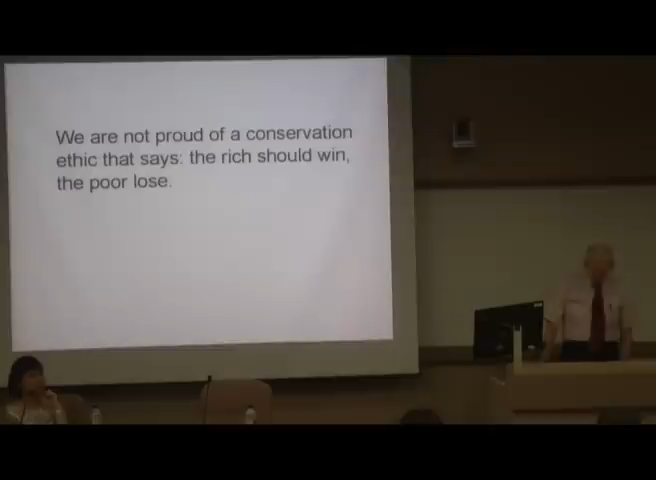 We are not proud of a conservation
ethic that says: the rich should win,
the poor lose.